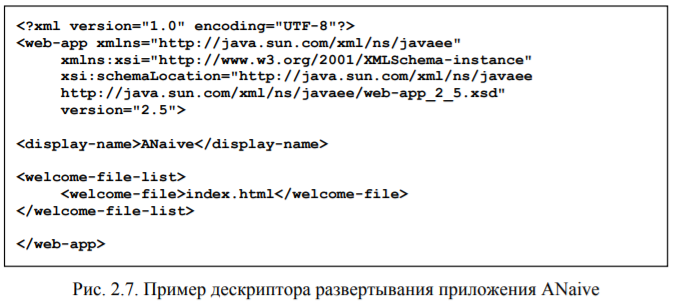 <?xml version="1.0" encoding="UTF-8"?>
<web-app xmlns="http://java.sun.com/xml/ns/javaee"
xmlns:xsi="http://www.w3.org/2001/XMLSchema-instance"
xsi:schemaLocation="http://java.sun.com/xml/ns/javaee
http://java.sun.com/xml/ns/javaee/web-app_2_5.xsd"
version="2.5">
<display-name>ANaive</display-name>
<welcome-file-list>
<welcome-file>index.html</welcome-file>
</welcome-file-list>
</web-app>
Рис. 2.7. Пример дескриптора развертывания приложения ANaive